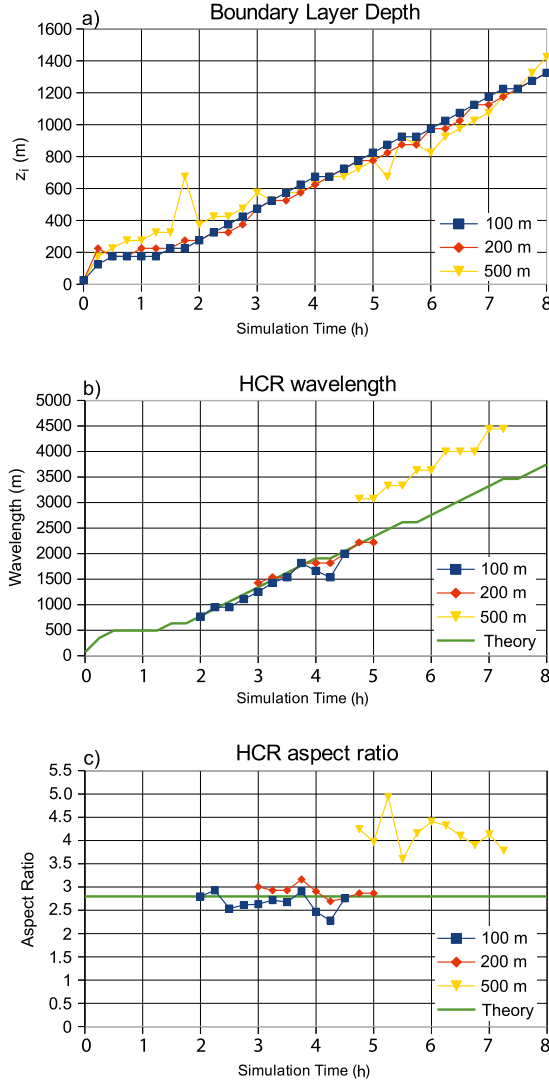 a)
Boundary Layer Depth
1600
1400
1200
1000
800
600
400
200
0
z_i (m)
100 m
200 m
500 m
0 1 2 3 4 5 6 7 8
Simulation Time (h)
b)
HCR wavelength
5000
4500
4000
3500
3000
2500
2000
1500
1000
500
0
Wavelength (m)
100 m
200 m
500 m
Theory
0 1 2 3 4 5 6 7 8
Simulation Time (h)
c)
HCR aspect ratio
5.5
5.0
4.5
4
3.5
3
2.5
2
1.5
1
0.5
0
Aspect Ratio
100 m
200 m
500 m
Theory
0 1 2 3 4 5 6 7 8
Simulation Time (h)